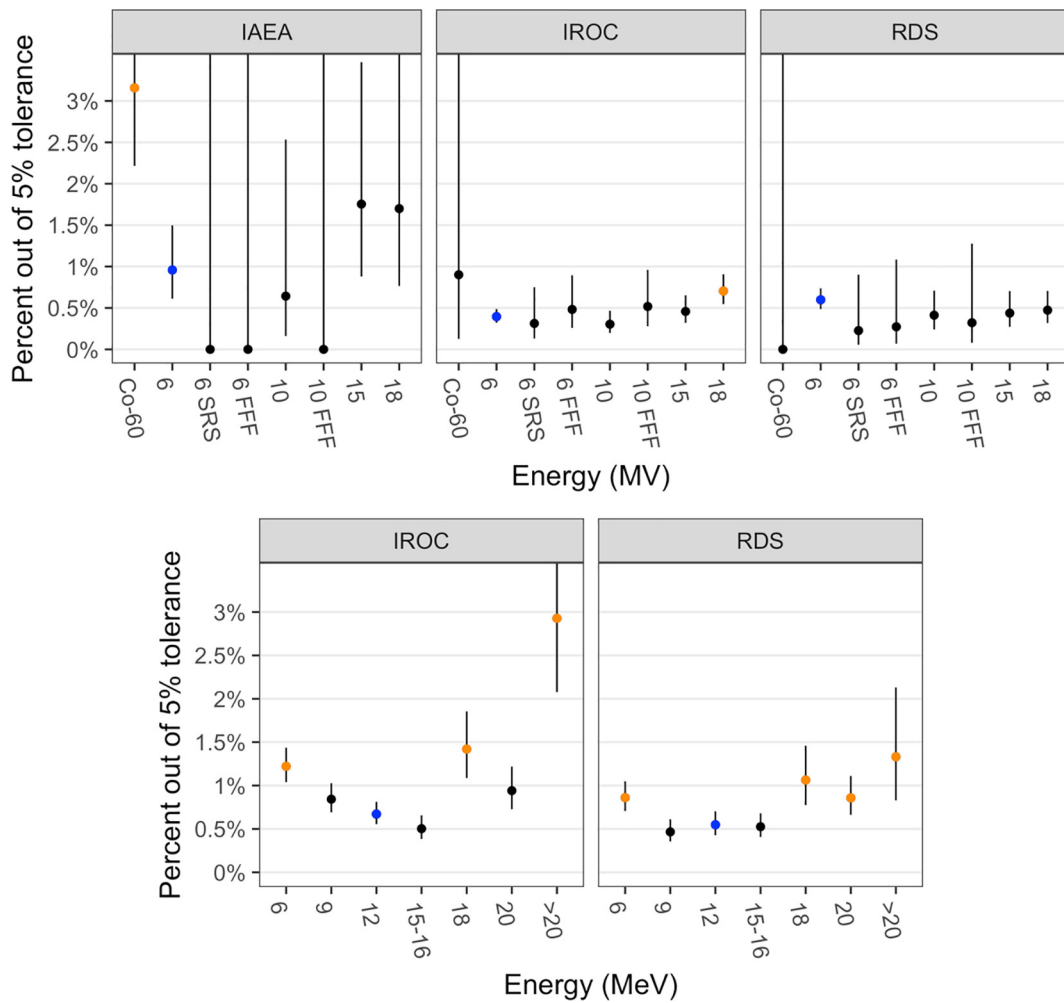 IAEA IROC RDS
Percent out of 5% tolerance
3%
2.5%
2%
1.5%
1%
0.5%
0%
Co-60 6 6 SRS 6 FFF 10 10 FFF 15 18 Co-60 6 6 SRS 6 FFF 10 10 FFF 15 18 Co-60 6 6 SRS 6 FFF 10 10 FFF 15 18
Energy (MV)
IROC RDS
Percent out of 5% tolerance
3%
2.5%
2%
1.5%
1%
0.5%
0%
6 9 12 15-16 18 20 >20 6 9 12 15-16 18 20 >20
Energy (MeV)